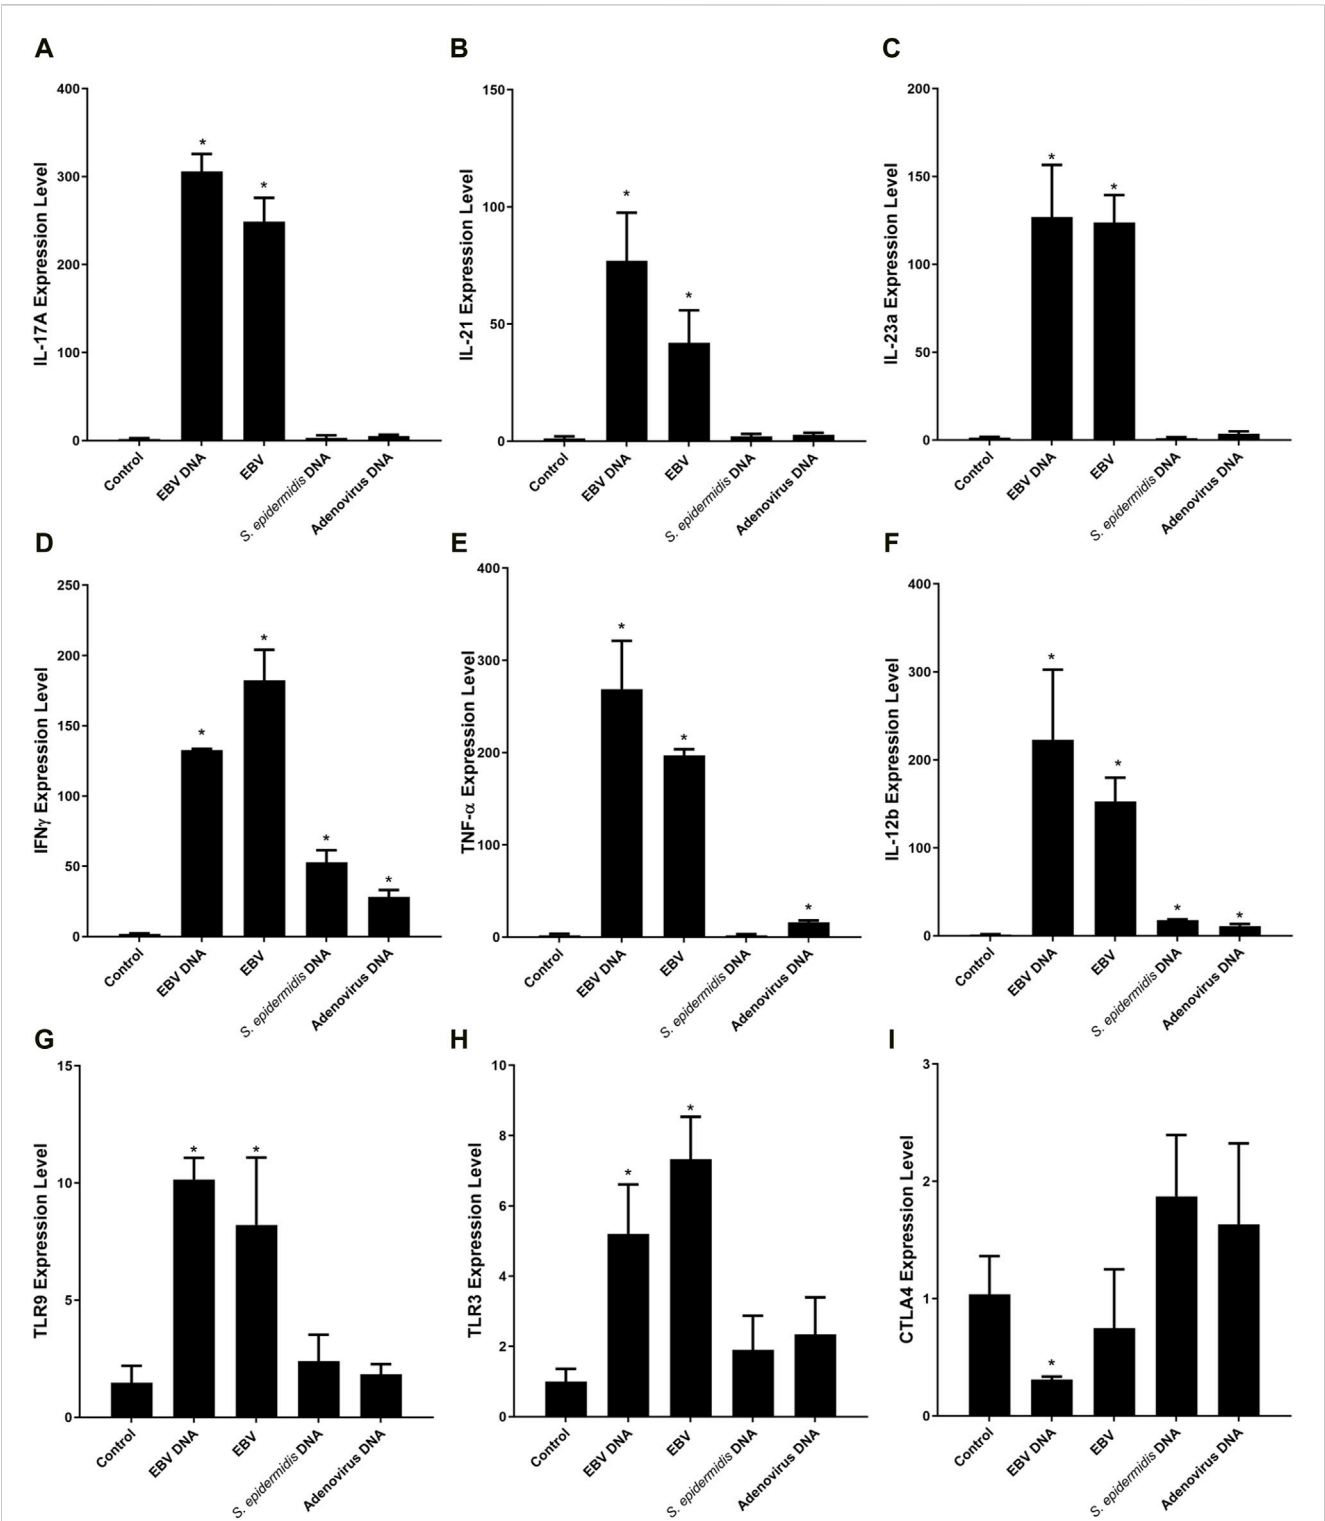 A
IL-17A Expression Level
400
300
200
100
0
Control
EBV DNA
EBV
S. epidermidis DNA
Adenovirus DNA
*
*
B
IL-21 Expression Level
150
100
50
0
Control
EBV DNA
EBV
S. epidermidis DNA
Adenovirus DNA
*
*
C
IL-23a Expression Level
200
150
100
50
0
Control
EBV DNA
EBV
S. epidermidis DNA
Adenovirus DNA
*
*
D
IFNγ Expression Level
250
200
150
100
50
0
Control
EBV DNA
EBV
S. epidermidis DNA
Adenovirus DNA
*
*
*
*
E
TNF-α Expression Level
400
300
200
100
0
Control
EBV DNA
EBV
S. epidermidis DNA
Adenovirus DNA
*
*
*
F
IL-12b Expression Level
400
300
200
100
0
Control
EBV DNA
EBV
S. epidermidis DNA
Adenovirus DNA
*
*
*
*
G
TLR9 Expression Level
15
10
5
0
Control
EBV DNA
EBV
S. epidermidis DNA
Adenovirus DNA
*
*
H
TLR3 Expression Level
10
8
6
4
2
0
Control
EBV DNA
EBV
S. epidermidis DNA
Adenovirus DNA
*
*
I
CTLA4 Expression Level
3
2
1
0
Control
EBV DNA
EBV
S. epidermidis DNA
Adenovirus DNA
*